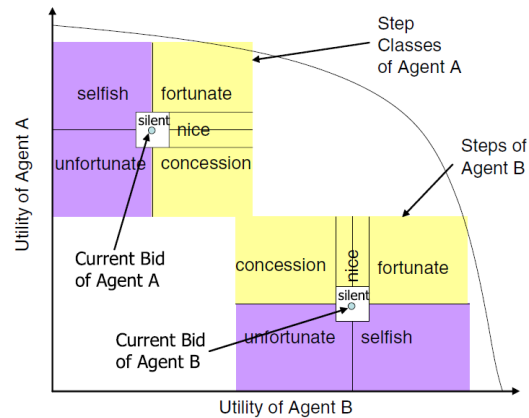 Step
Classes
of Agent A
selfish
fortunate
silent
nice
unfortunate
concession
Steps of
Agent B
Current Bid
of Agent A
concession
nice
fortunate
silent
Current Bid
of Agent B
unfortunate
selfish
Utility of Agent A
Utility of Agent B